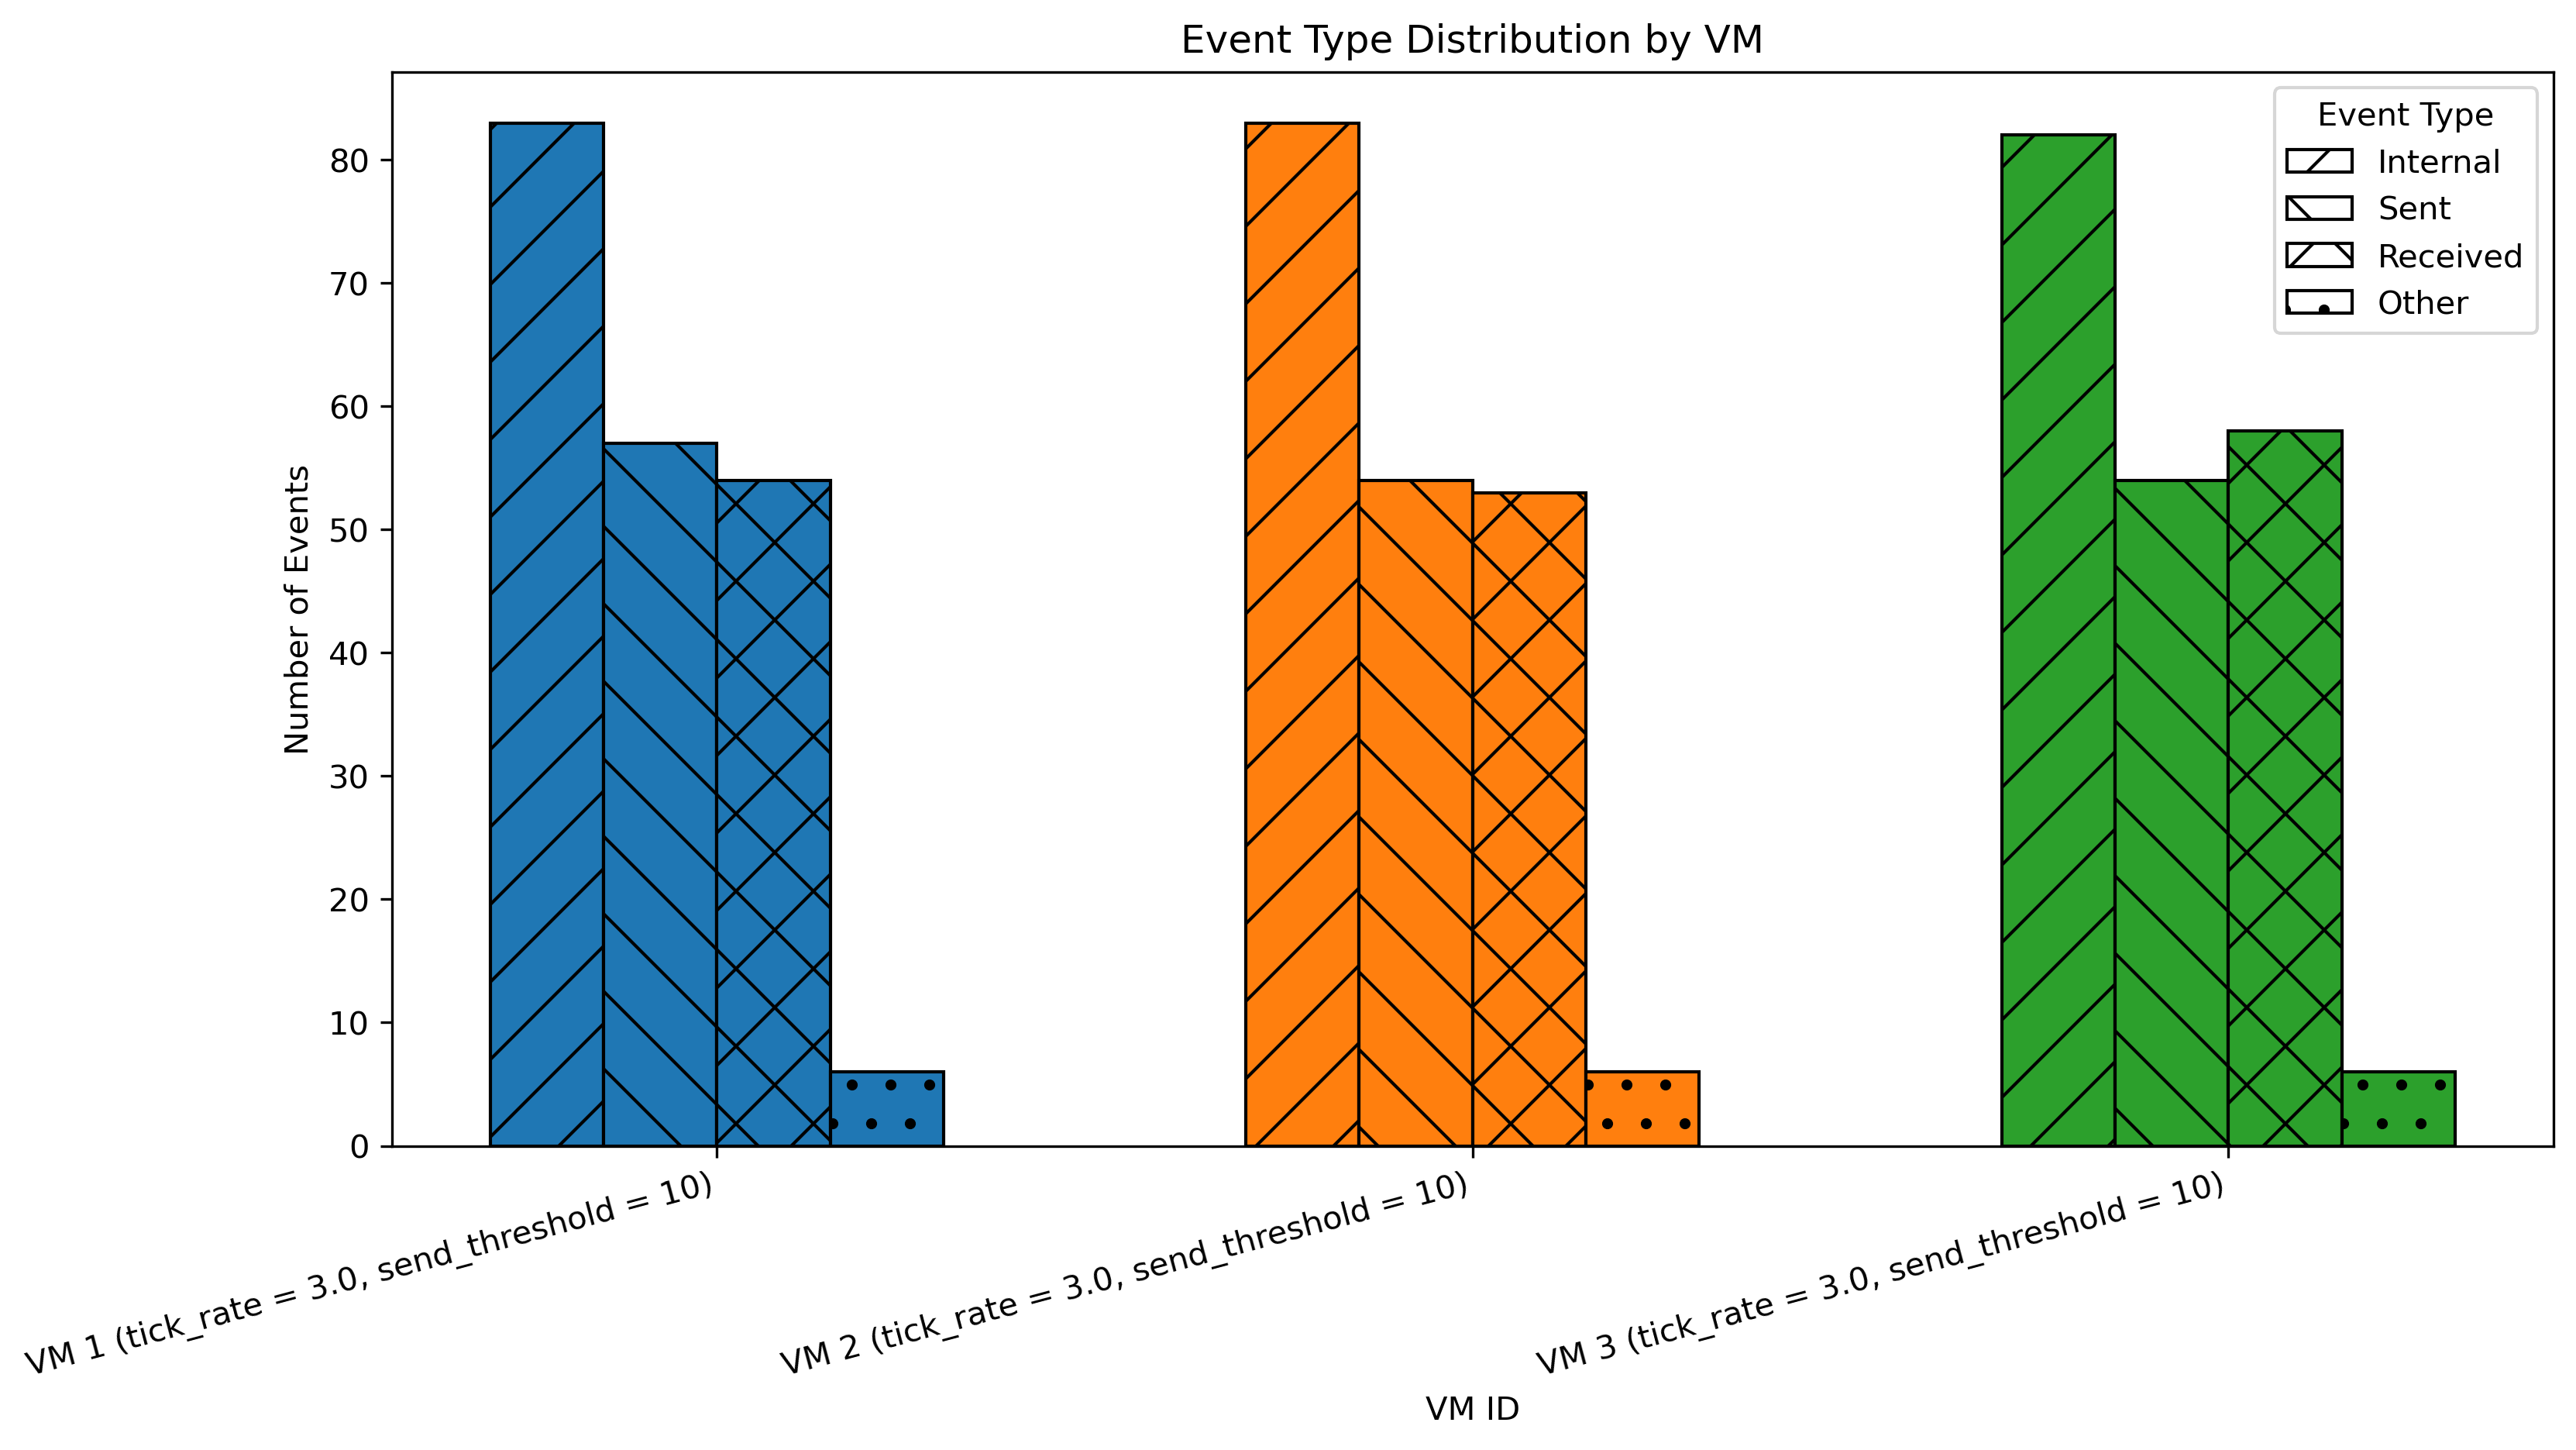 Event Type Distribution by VM
Event Type
Internal
Sent
Received
Other
Number of Events
80
70
60
50
40
30
20
10
0
VM 1 (tick_rate = 3.0, send_threshold = 10)
VM 2 (tick_rate = 3.0, send_threshold = 10)
VM 3 (tick_rate = 3.0, send_threshold = 10)
VM ID